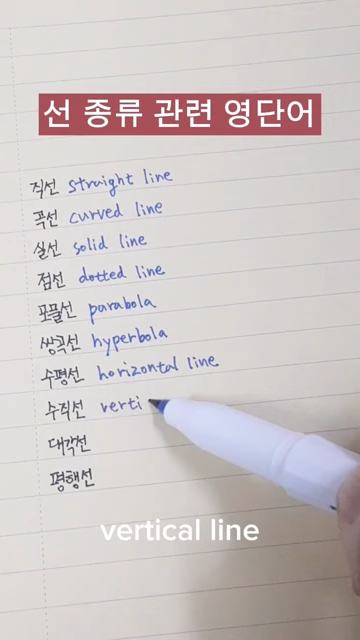 선 종류 관련 영단어
직선 straight line
곡선 curved line
실선 solid line
점선 dotted line
포물선 parabola
쌍곡선 hyperbola
수평선 horizontal line
수직선 verti
대각선
평행선
vertical line